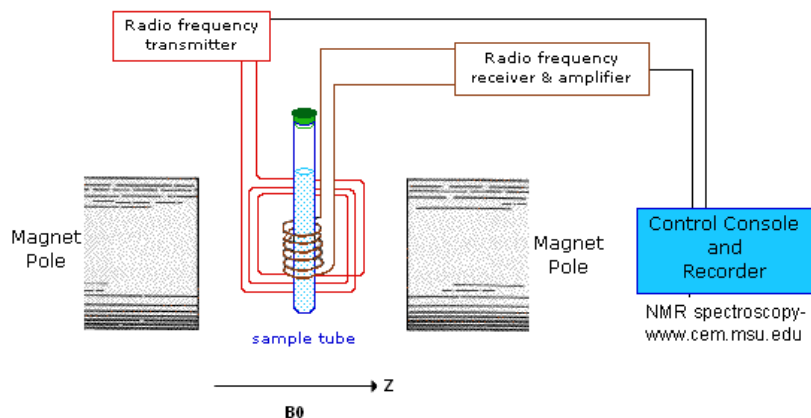 Radio frequency
transmitter
Radio frequency
receiver & amplifier
Magnet
Pole
Magnet
Pole
Control Console
and
Recorder
sample tube
NMR spectroscopy-
www.cem.msu.edu
Z
B0